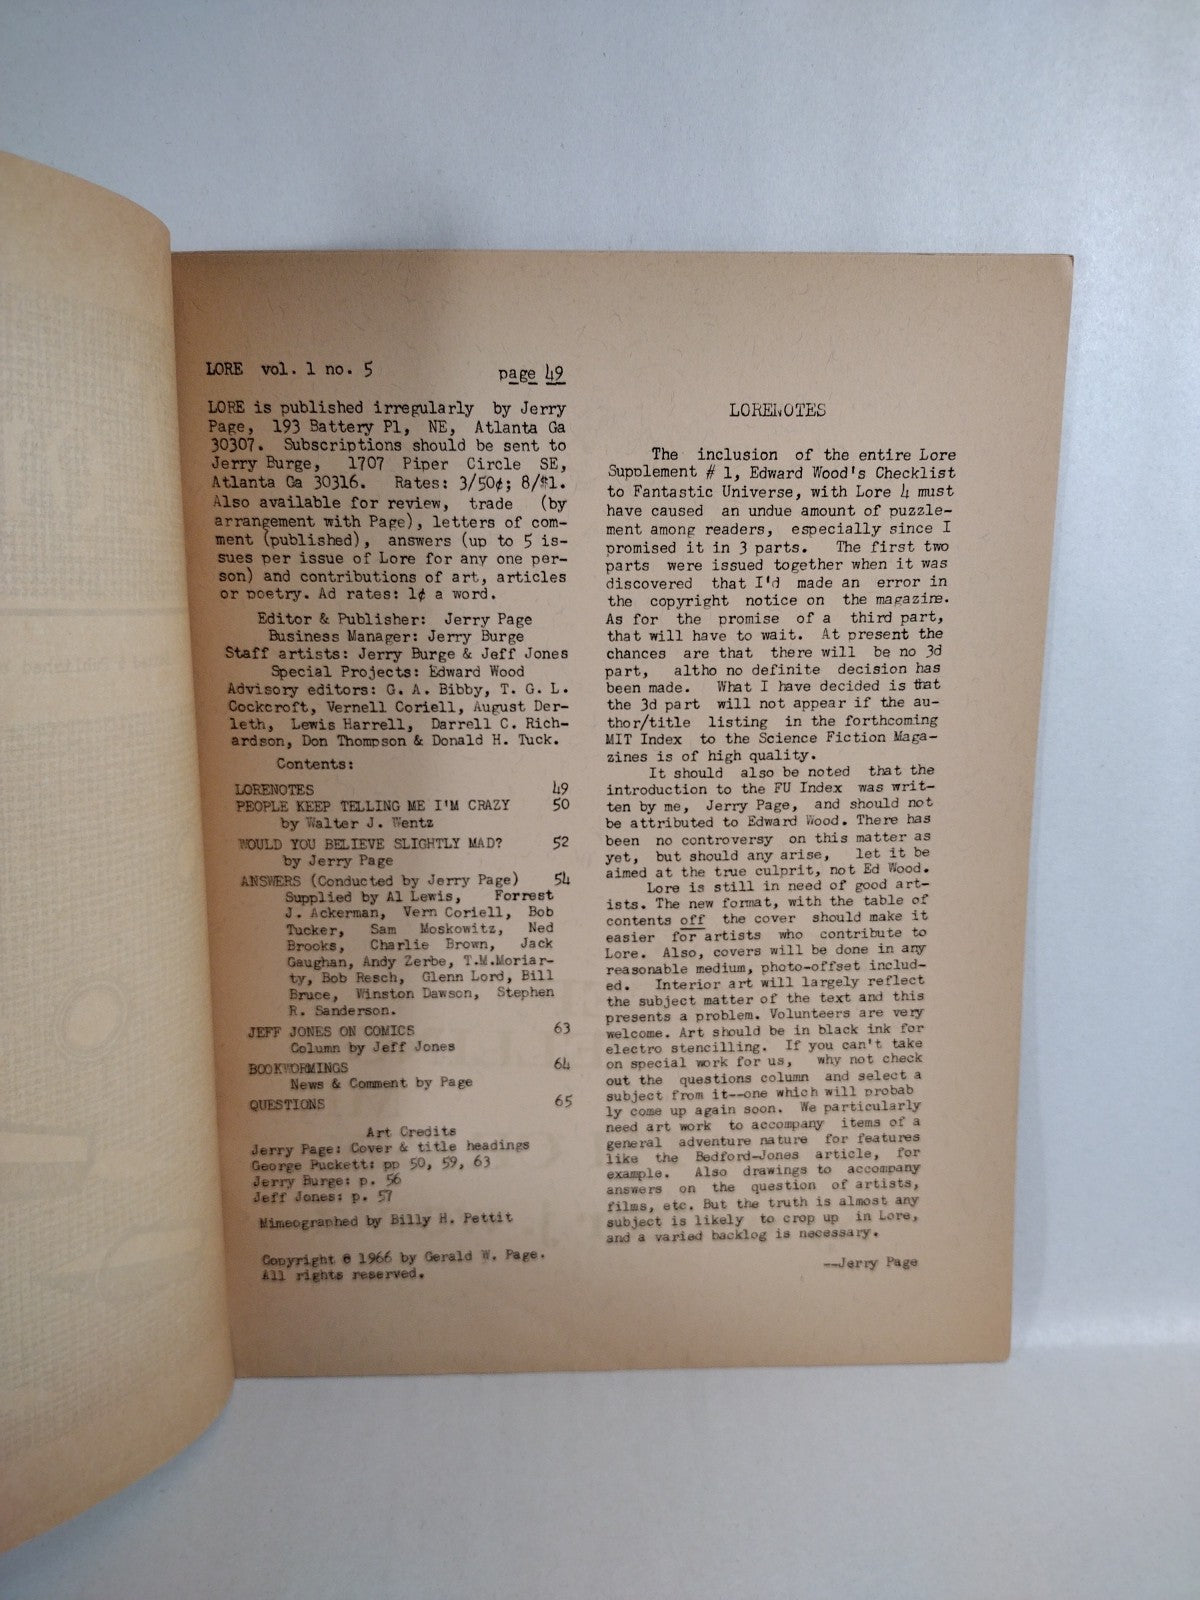 LORE vol. 1 no. 5 page 49
LORE is published irregularly by Jerry
Page, 193 Battery Pl, NE, Atlanta Ga
30307. Subscriptions should be sent to
Jerry Burge, 1707 Piper Circle SE,
Atlanta Ga 30316. Rates: 3/50¢; 8/$1.
Also available for review, trade (by
arrangement with Page), letters of com-
ment (published), answers (up to 5 is-
sues per issue of Lore for any one per-
son) and contributions of art, articles
or poetry. Ad rates: 1¢ a word.
Editor & Publisher: Jerry Page
Business Manager: Jerry Burge
Staff artists: Jerry Burge & Jeff Jones
Special Projects: Edward Wood
Advisory editors: G. A. Bibby, T. G. L.
Cockcroft, Vernell Coriell, August Der-
leth, Lewis Harrell, Darrell C. Rich-
ardson, Don Thompson & Donald H. Tuck.
Contents:
LORENOTES 49
PEOPLE KEEP TELLING ME I'M CRAZY 50
by Walter J. Wentz
WOULD YOU BELIEVE SLIGHTLY MAD? 52
by Jerry Page
ANSWERS (Conducted by Jerry Page) 54
Supplied by Al Lewis, Forrest
J. Ackerman, Vern Coriell, Bob
Tucker, Sam Moskowitz, Ned
Brooks, Charlie Brown, Jack
Gaughan, Andy Zerbe, T.M.Moriar-
ty, Bob Resch, Glenn Lord, Bill
Bruce, Winston Dawson, Stephen
R. Sanderson.
JEFF JONES ON COMICS 63
Column by Jeff Jones
BOOKWORMINGS 64
News & Comment by Page
QUESTIONS 65
Art Credits
Jerry Page: Cover & title headings
George Puckett: pp 50, 59, 63
Jerry Burge: p. 56
Jeff Jones: p. 57
Mimeographed by Billy H. Pettit
Copyright © 1966 by Gerald W. Page.
All rights reserved.
LORENOTES
The inclusion of the entire Lore
Supplement # 1, Edward Wood's Checklist
to Fantastic Universe, with Lore 4 must
have caused an undue amount of puzzle-
ment among readers, especially since I
promised it in 3 parts. The first two
parts were issued together when it was
discovered that I'd made an error in
the copyright notice on the magazine.
As for the promise of a third part,
that will have to wait. At present the
chances are that there will be no 3d
part, altho no definite decision has
been made. What I have decided is that
the 3d part will not appear if the au-
thor/title listing in the forthcoming
MIT Index to the Science Fiction Maga-
zines is of high quality.
It should also be noted that the
introduction to the FU Index was writ-
ten by me, Jerry Page, and should not
be attributed to Edward Wood. There has
been no controversy on this matter as
yet, but should any arise, let it be
aimed at the true culprit, not Ed Wood.
Lore is still in need of good art-
ists. The new format, with the table of
contents off the cover should make it
easier for artists who contribute to
Lore. Also, covers will be done in any
reasonable medium, photo-offset includ-
ed. Interior art will largely reflect
the subject matter of the text and this
presents a problem. Volunteers are very
welcome. Art should be in black ink for
electro stencilling. If you can't take
on special work for us, why not check
out the questions column and select a
subject from it--one which will probab
ly come up again soon. We particularly
need art work to accompany items of a
general adventure nature for features
like the Bedford-Jones article, for
example. Also drawings to accompany
answers on the question of artists,
films, etc. But the truth is almost any
subject is likely to crop up in Lore,
and a varied backlog is necessary.
--Jerry Page